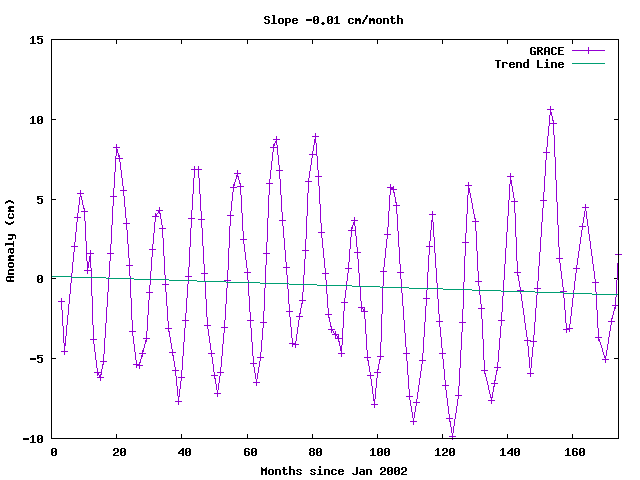 Slope -0.01 cm/month
GRACE
Trend Line
15
10
5
0
-5
-10
Anomaly (cm)
0 20 40 60 80 100 120 140 160
Months since Jan 2002